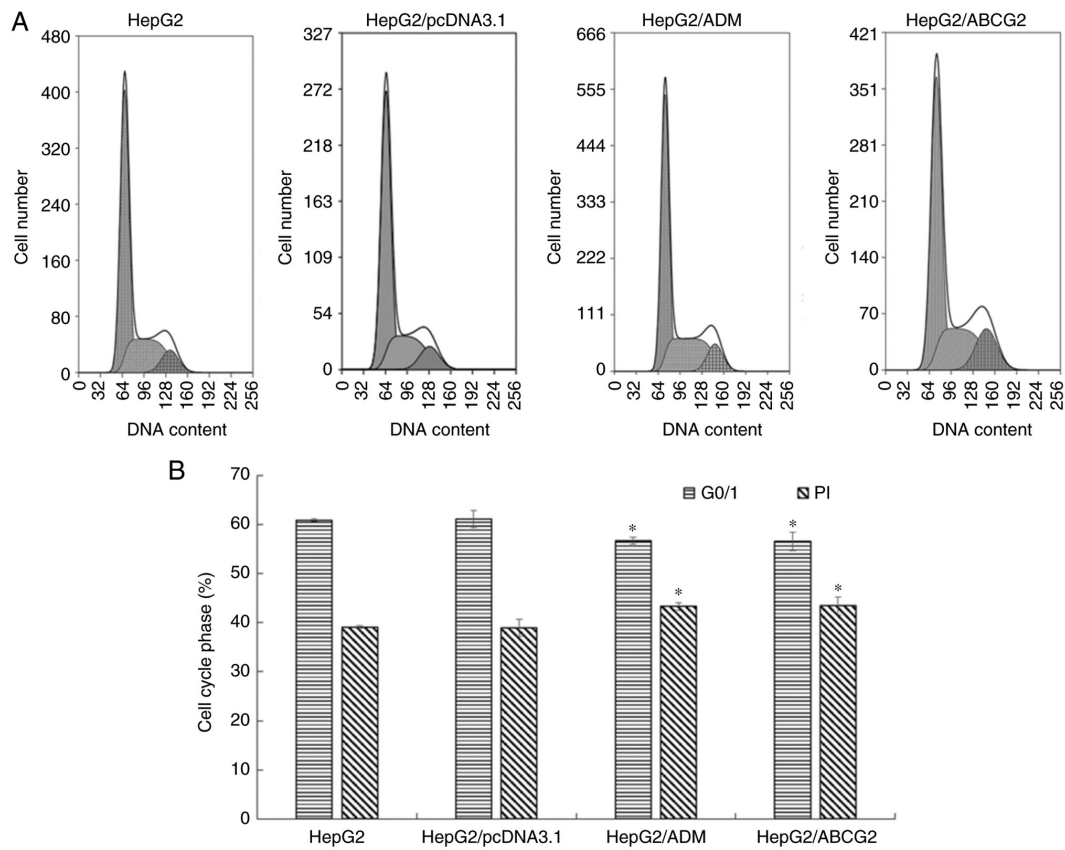 A
HepG2
HepG2/pcDNA3.1
HepG2/ADM
HepG2/ABCG2
480
400
320
240
160
80
0
Cell number
0 32 64 96 128 160 192 224 256
DNA content
327
272
218
163
109
54
0
Cell number
0 32 64 96 128 160 192 224 256
DNA content
666
555
444
333
222
111
0
Cell number
0 32 64 96 128 160 192 224 256
DNA content
421
351
281
210
140
70
0
Cell number
0 32 64 96 128 160 192 224 256
DNA content
B
70
60
50
40
30
20
10
0
Cell cycle phase (%)
G0/1 PI
* *
* *
HepG2 HepG2/pcDNA3.1 HepG2/ADM HepG2/ABCG2